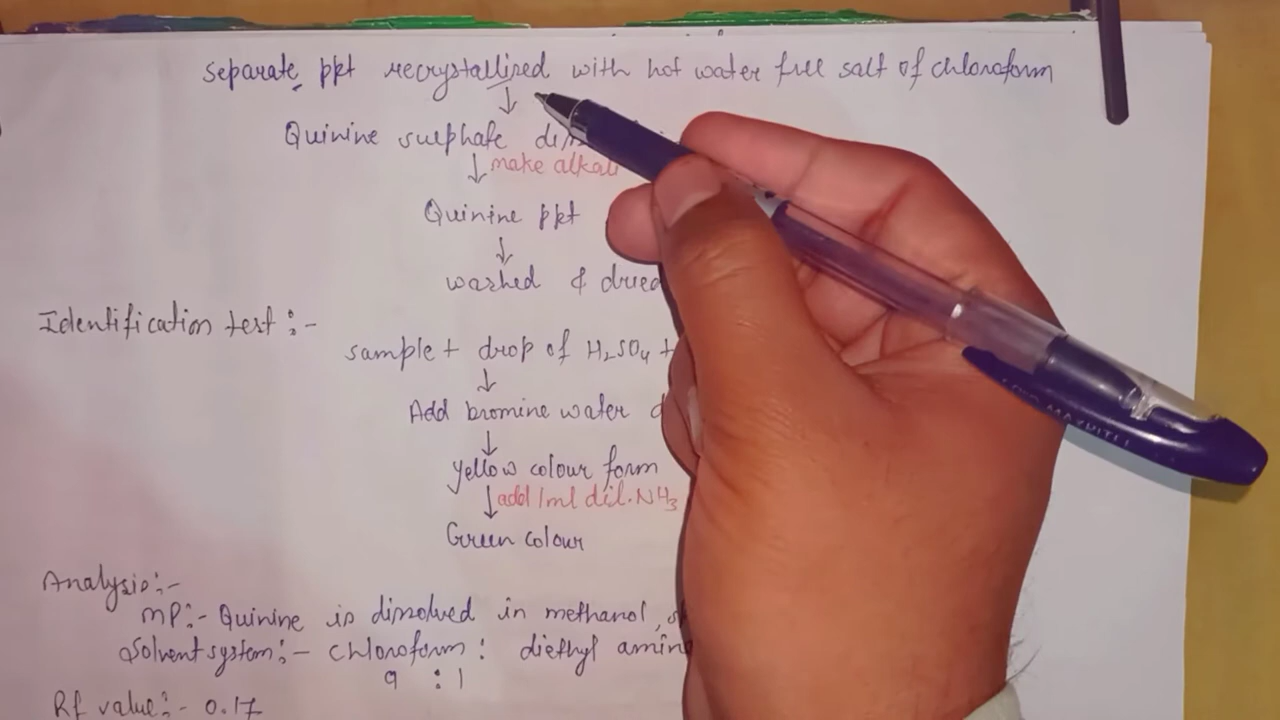 separate ppt recrystallized with hot water free salt of chloroform
↓
Quinine sulphate
↓ make alkali
Quinine ppt
↓
washed & dried
Identification test :-
sample + drop of H₂SO₄ +
↓
Add bromine water
↓
yellow colour form
↓ add 1ml dil. NH₃
Green colour
Analysis:-
MP:- Quinine is dissolved in methanol,
Solvent system:- chloroform : diethyl amin
9 : 1
Rf value:- 0.17